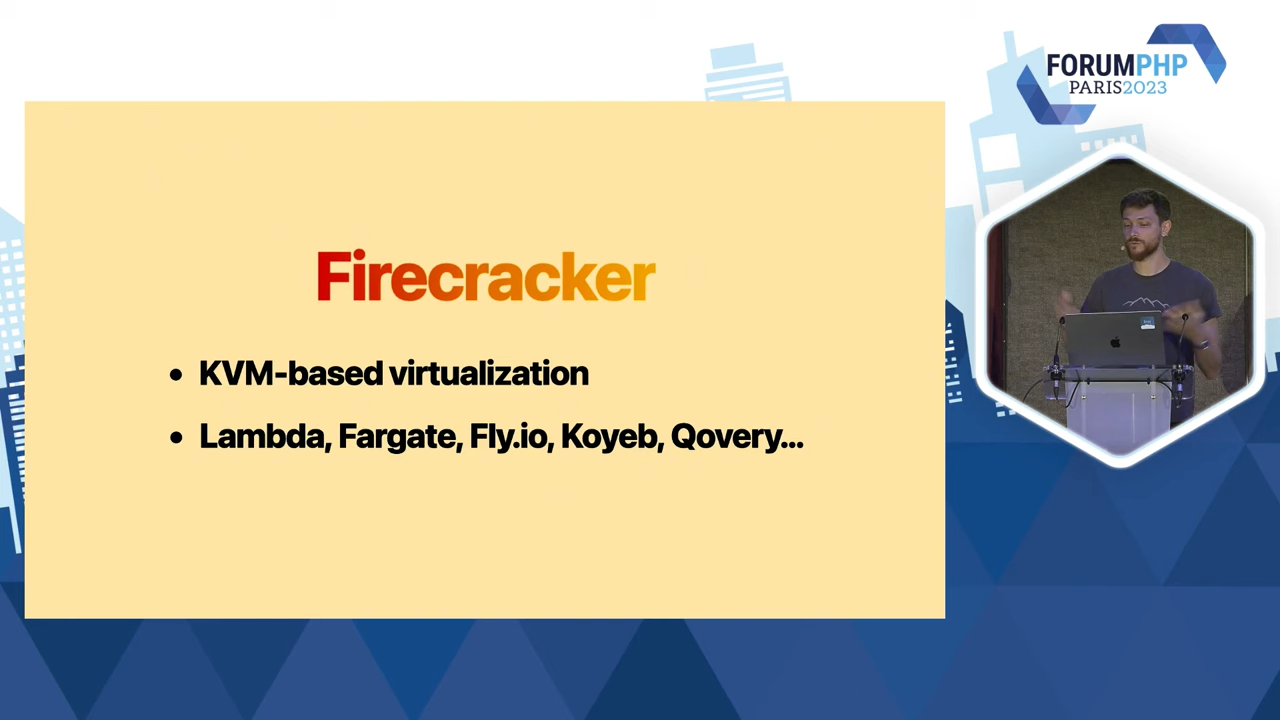 FORUMPHP
PARIS2023
Firecracker
• KVM-based virtualization
• Lambda, Fargate, Fly.io, Koyeb, Qovery...